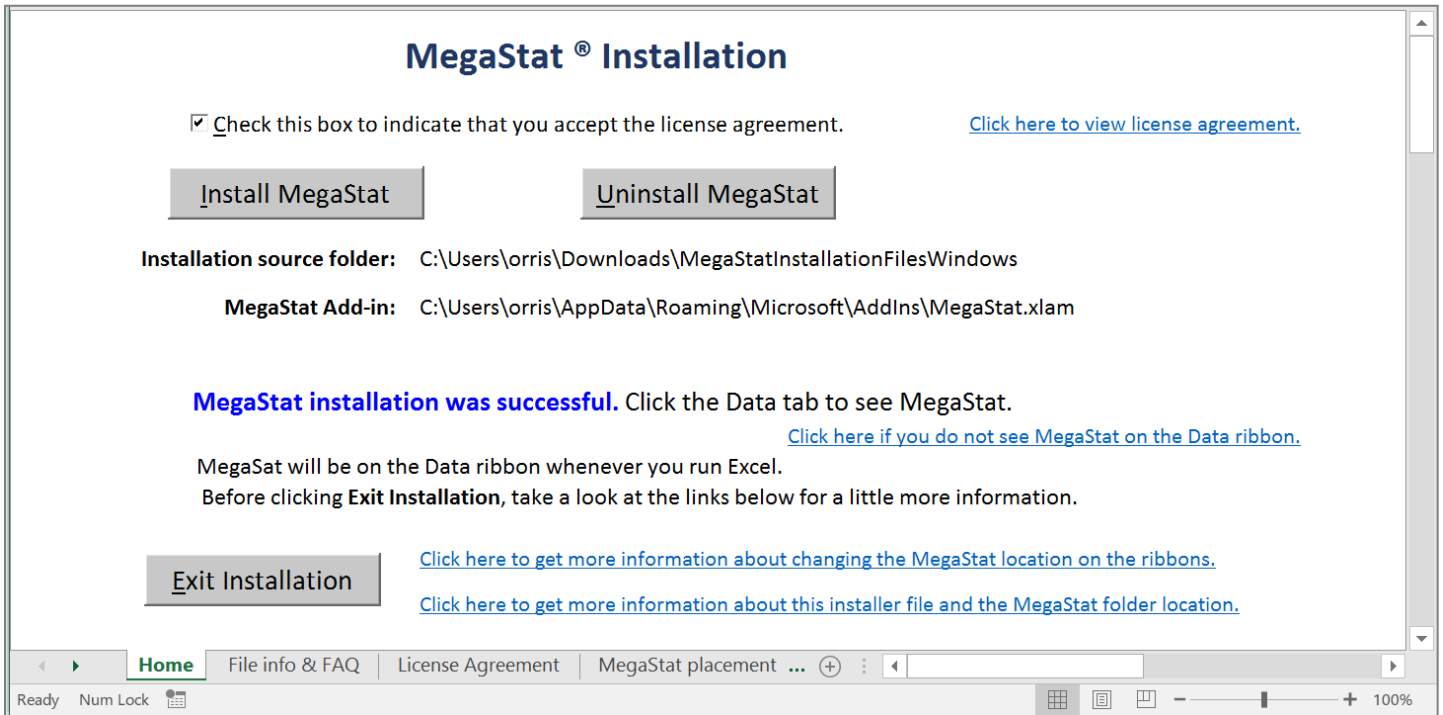 MegaStat ® Installation
Check this box to indicate that you accept the license agreement. Click here to view license agreement.
Install MegaStat Uninstall MegaStat
Installation source folder: C:\Users\orris\Downloads\MegaStatInstallationFilesWindows
MegaStat Add-in: C:\Users\orris\AppData\Roaming\Microsoft\AddIns\MegaStat.xlam
MegaStat installation was successful. Click the Data tab to see MegaStat.
Click here if you do not see MegaStat on the Data ribbon.
MegaSat will be on the Data ribbon whenever you run Excel.
Before clicking Exit Installation, take a look at the links below for a little more information.
Click here to get more information about changing the MegaStat location on the ribbons.
Exit Installation
Click here to get more information about this installer file and the MegaStat folder location.
Home File info & FAQ License Agreement MegaStat placement ...
Ready Num Lock 100%